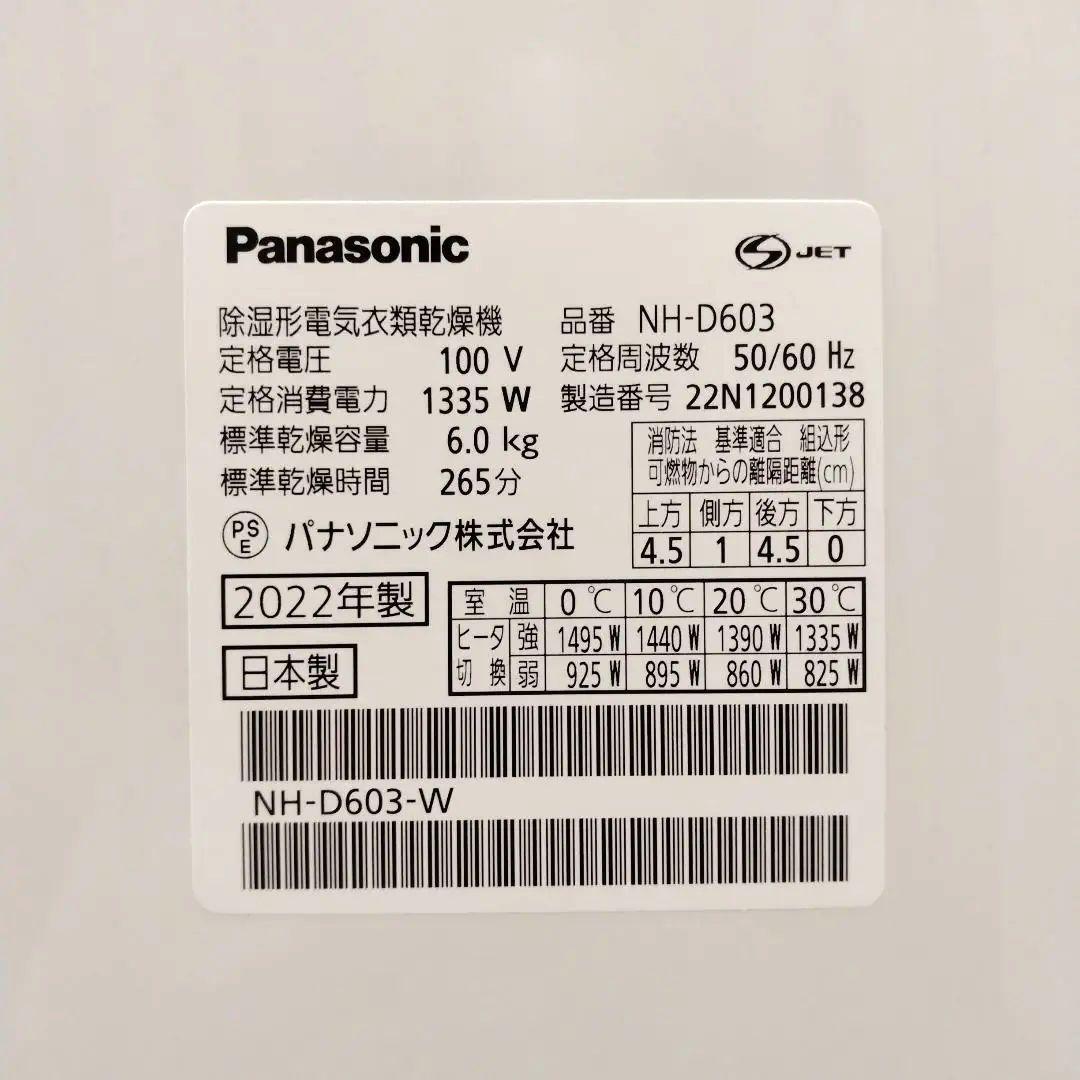 Panasonic
JET
除湿形電気衣類乾燥機 品番 NH-D603
定格電圧 100 V 定格周波数 50/60 Hz
定格消費電力 1335 W 製造番号 22N1200138
標準乾燥容量 6.0 kg
標準乾燥時間 265分
消防法 基準適合 組込形
可燃物からの離隔距離(cm)
上方 側方 後方 下方
4.5 1 4.5 0
PS
E
パナソニック株式会社
2022年製
日本製
室温 0℃ 10℃ 20℃ 30℃
ヒータ 強 1495 W 1440 W 1390 W 1335 W
切換 弱 925 W 895 W 860 W 825 W
NH-D603-W